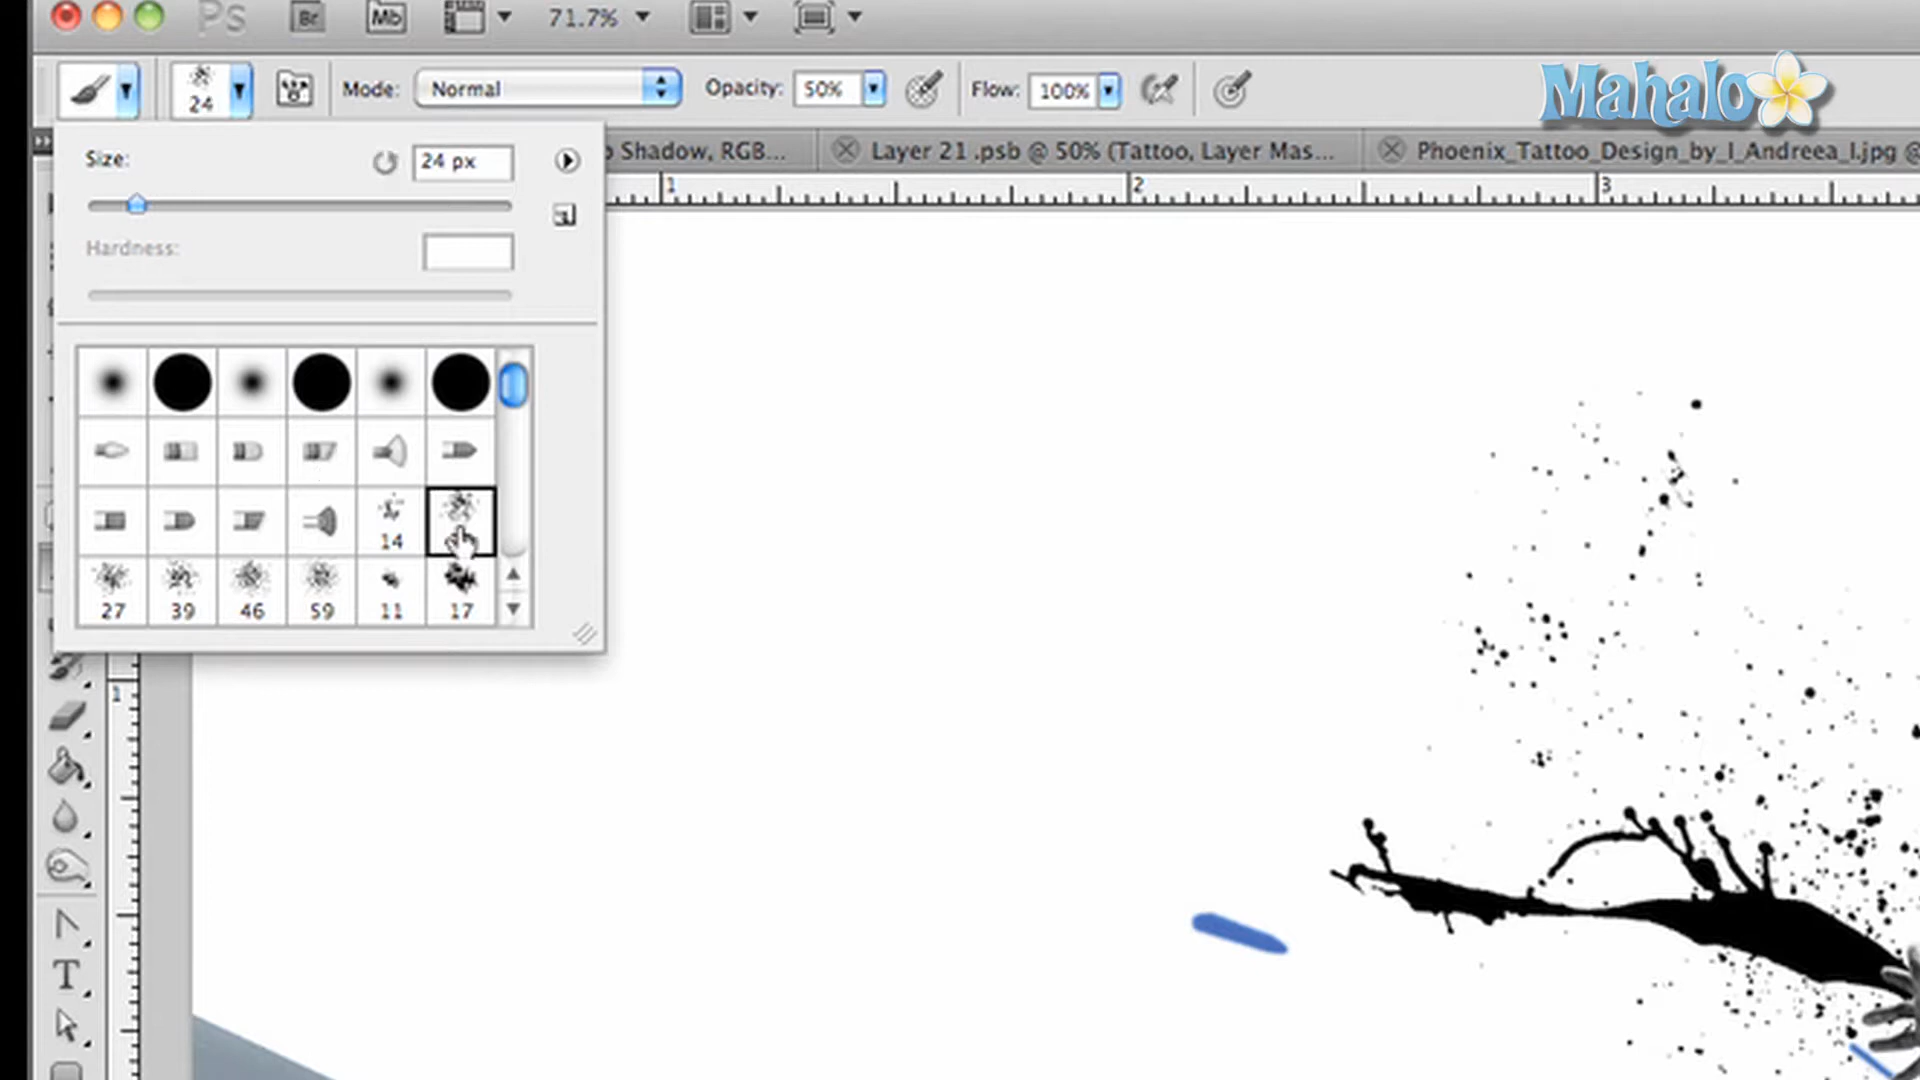 Ps Br Mb 71.7%
24 Mode: Normal Opacity: 50% Flow: 100%
Mahalo
Size: 24 px
Shadow, RGB... Layer 21 .psb @ 50% (Tattoo, Layer Mas... Phoenix_Tattoo_Design_by_I_Andreea_I.jpg @
1 2 3
Hardness:
14
27 39 46 59 11 17
1
T